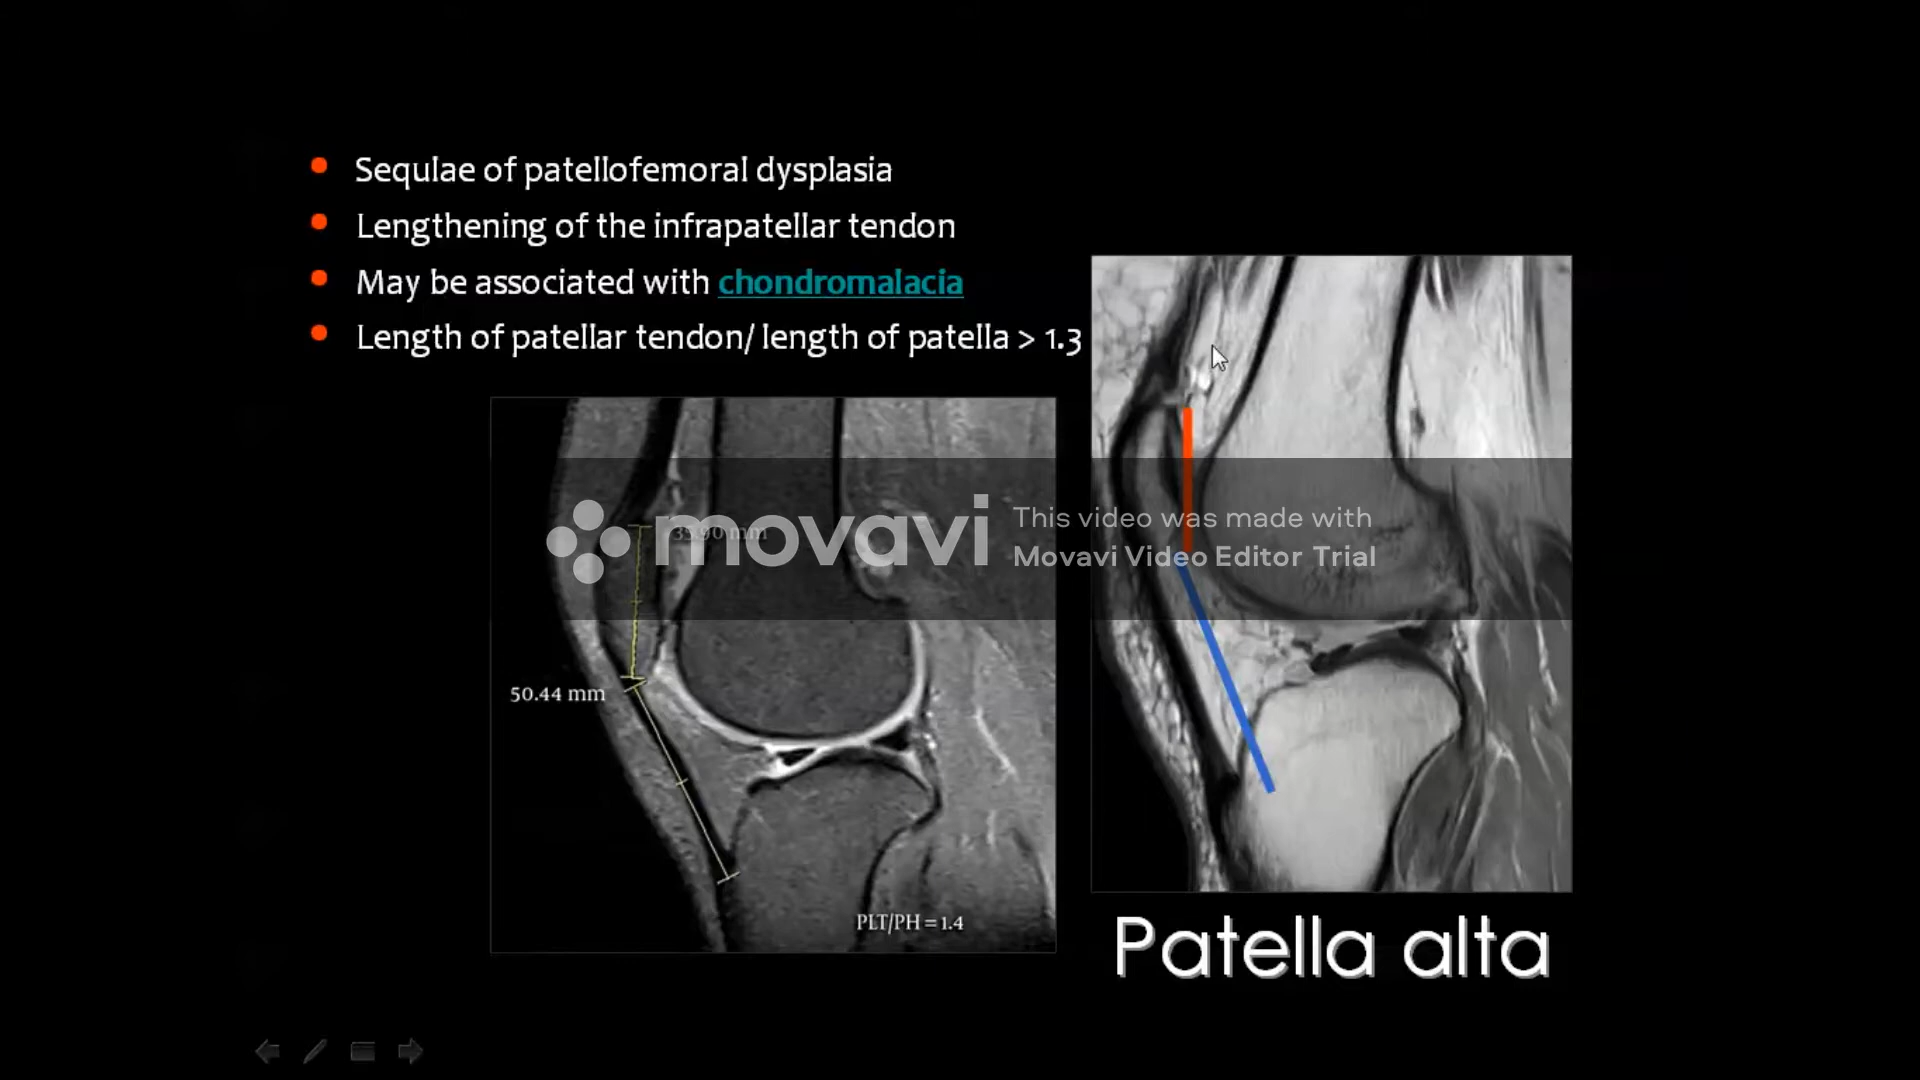 Sequlae of patellofemoral dysplasia
Lengthening of the infrapatellar tendon
May be associated with chondromalacia
Length of patellar tendon/ length of patella > 1.3
movavi
This video was made with
Movavi Video Editor Trial
50.44 mm
PLT/PH = 1.4
Patella alta